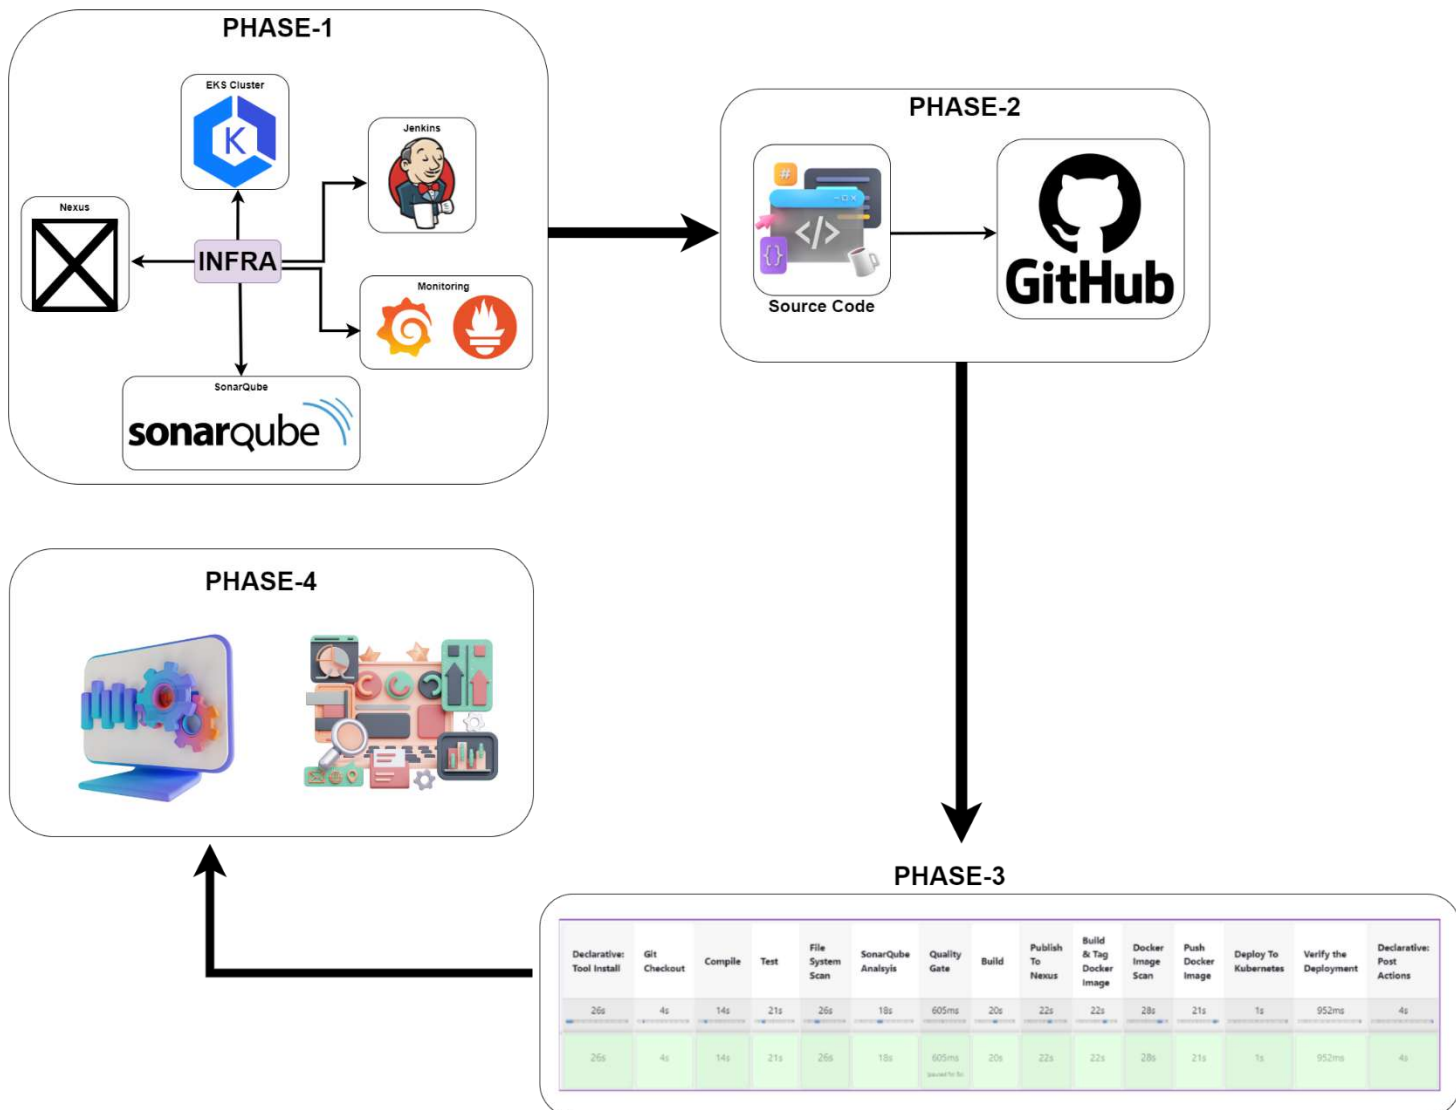 PHASE-1
EKS Cluster
Jenkins
Nexus
INFRA
Monitoring
SonarQube
sonarqube
PHASE-2
#
</>
{}
Source Code
GitHub
PHASE-3
Declarative:
Tool Install
Git
Checkout
Compile
Test
File
System
Scan
SonarQube
Analsyis
Quality
Gate
Build
Publish
To
Nexus
Build
& Tag
Docker
Image
Docker
Image
Scan
Push
Docker
Image
Deploy To
Kubernetes
Verify the
Deployment
Declarative:
Post
Actions
26s 4s 14s 21s 26s 18s 605ms 20s 22s 22s 28s 21s 1s 952ms 4s
26s 4s 14s 21s 26s 18s 605ms 20s 22s 22s 28s 21s 1s 952ms 4s
PHASE-4